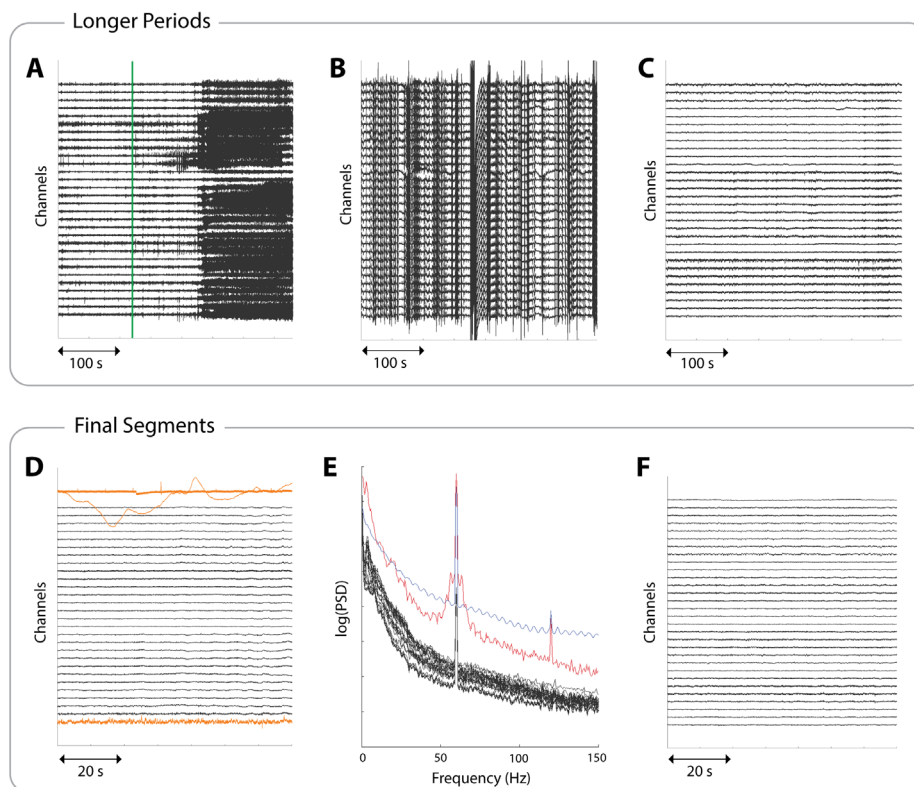 Longer Periods
A
B
C
Channels
Channels
Channels
100 s
100 s
100 s
Final Segments
D
E
F
Channels
log(PSD)
Channels
0
50
100
150
20 s
Frequency (Hz)
20 s